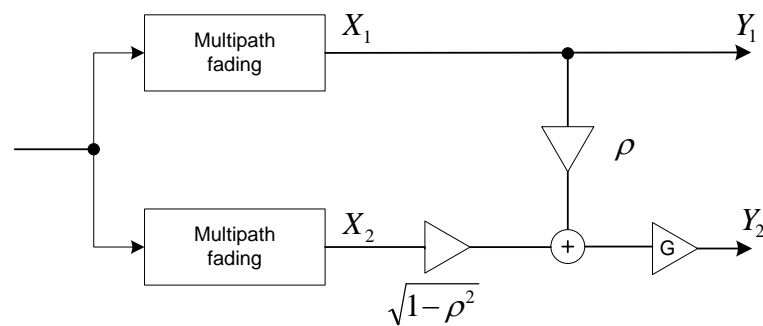 Multipath
fading
X₁
Y₁
ρ
Multipath
fading
X₂
√(1−ρ²)
+
G
Y₂